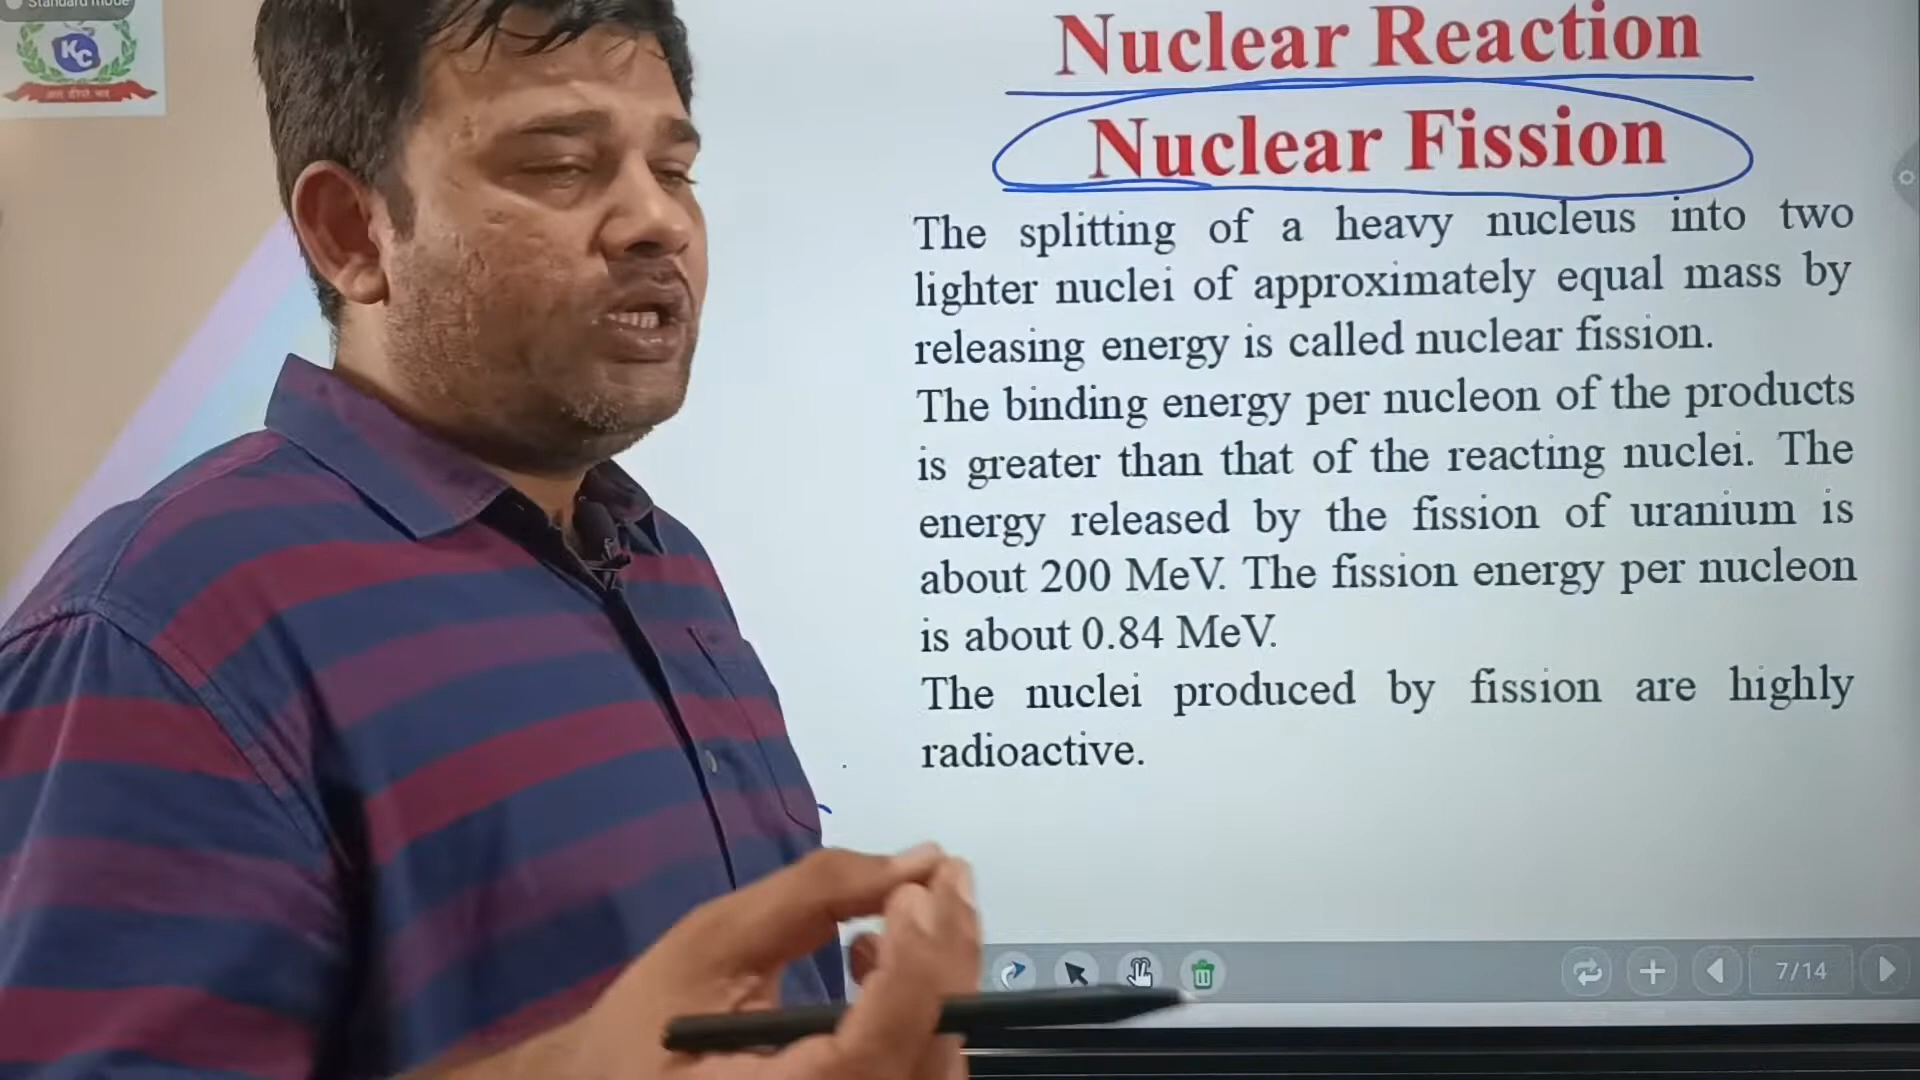 Standard mode
KC
Nuclear Reaction
Nuclear Fission
The splitting of a heavy nucleus into two
lighter nuclei of approximately equal mass by
releasing energy is called nuclear fission.
The binding energy per nucleon of the products
is greater than that of the reacting nuclei. The
energy released by the fission of uranium is
about 200 MeV. The fission energy per nucleon
is about 0.84 MeV.
The nuclei produced by fission are highly
radioactive.
7/14